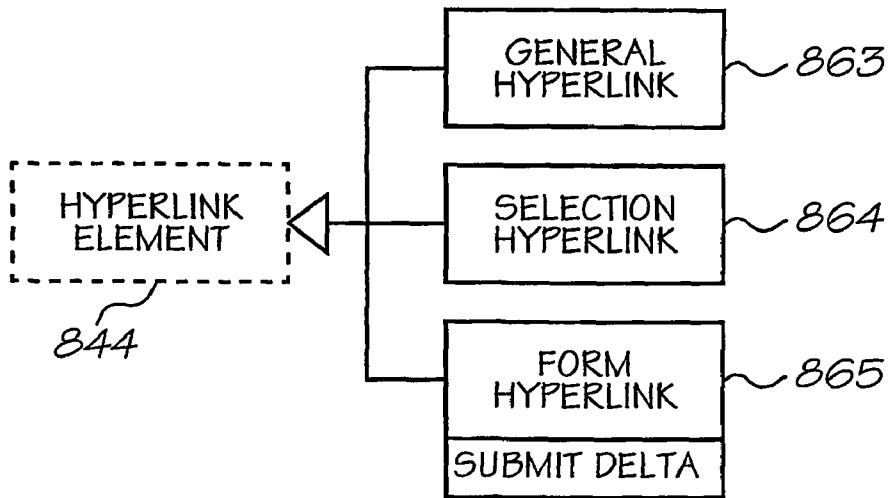 GENERAL
HYPERLINK
863
HYPERLINK
ELEMENT
844
SELECTION
HYPERLINK
864
FORM
HYPERLINK
865
SUBMIT DELTA